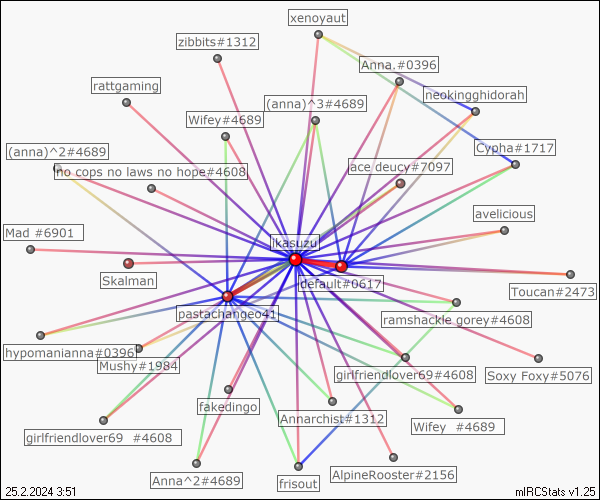 xenoyaut
zibbits#1312
Anna.#0396
rattgaming
neokingghidorah
(anna)^3#4689
Wifey#4689
Cypha#1717
(anna)^2#4689
no cops no laws no hope#4608
ace deucy#7097
avelicious
Mad #6901
ikasuzu
Skalman
default#0617
Toucan#2473
pastachangeo41
ramshackle gorey#4608
hypomanianna#0396
Mushy#1984
girlfriendlover69#4608
Soxy Foxy#5076
fakedingo
Annarchist#1312
Wifey  #4689
girlfriendlover69  #4608
Anna^2#4689
AlpineRooster#2156
frisout
25.2.2024 3:51
mIRCStats v1.25